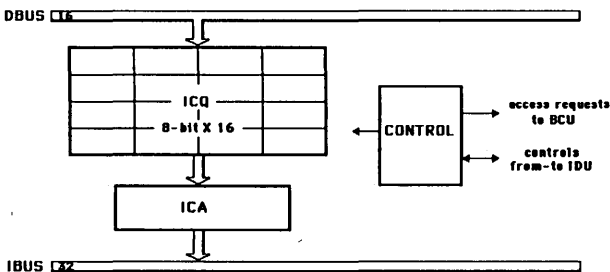 DBUS 16
ICQ
8-bit X 16
CONTROL
access requests
to BCU
controls
from-to IDU
ICA
IBUS 32